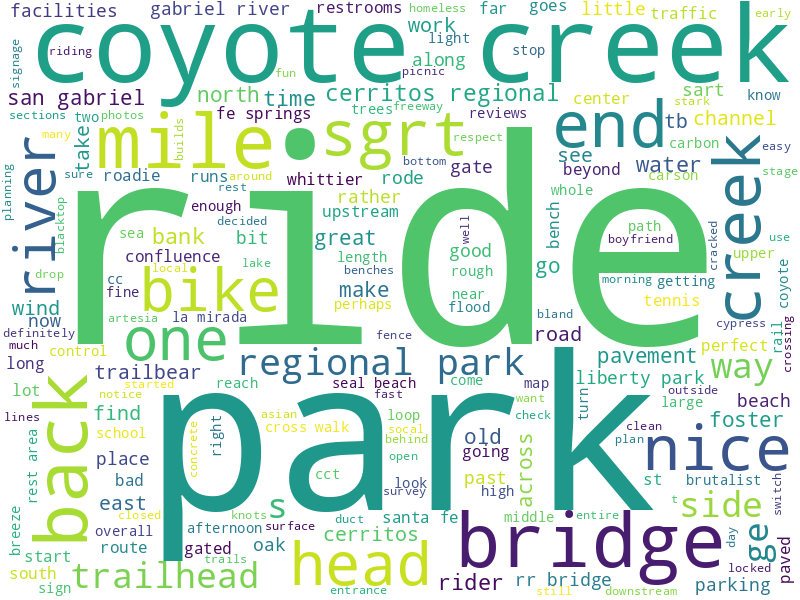 facilities
gabriel river
restrooms
homeless
far
goes
little
early
signage
riding
coyote creek
work
light
stop
traffic
along
picnic
fun
san gabriel
north
time
cerritos regional
sart
center
stark
know
sections
two
photos
fe springs
trees
freeway
reviews
tb
channel
many
take
builds
mile
sgrt
respect
end
see
carbon
easy
river
roadie
runs
whittier
bottom
gate
beyond
water
creek
sure
around
rather
rode
carson
stage
planning
rest
enough
decided
upstream
whole
blacktop
sea
bank
bit
great
well
bench
path
use
confluence
length
good
boyfriend
cracked
upper
drop
cc
local
lake
benches
rough
go
morning
getting
coyote
wind
fine
bike
make
near
tennis
now
artesia
la mirada
perhaps
flood
bland
cypress
rail
crossing
definitely
control
one
ride
fence
road
perfect
much
long
trailbear
regional park
pavement
way
lot
started
reach
seal beach
come
map
liberty park
outside
lines
back
notice
fast
want
turn
large
beach
find
school
asian
loop
socal
check
clean
foster
cross walk
right
behind
old
across
plan
place
concrete
park
open
going
nice
rest area
bad
cct
look
past
st
brutalist
switch
east
closed
s
knots
survey
high
t
side
breeze
overall
afternoon
surface
duct
santa fe
middle
entire
bridge
day
ge
route
gated
oak
cerritos
start
trails
locked
paved
south
trailhead
head
rider
rr bridge
parking
sign
entrance
still
downstream